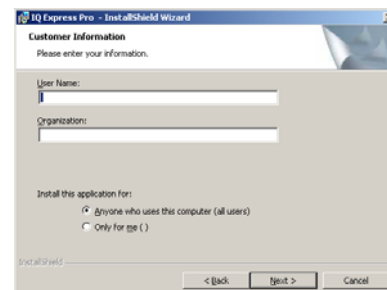 IQ Express Pro - InstallShield Wizard
Customer Information
Please enter your information.
User Name:
Organization:
Install this application for:
Anyone who uses this computer (all users)
Only for me ( )
InstallShield
< Back
Next >
Cancel